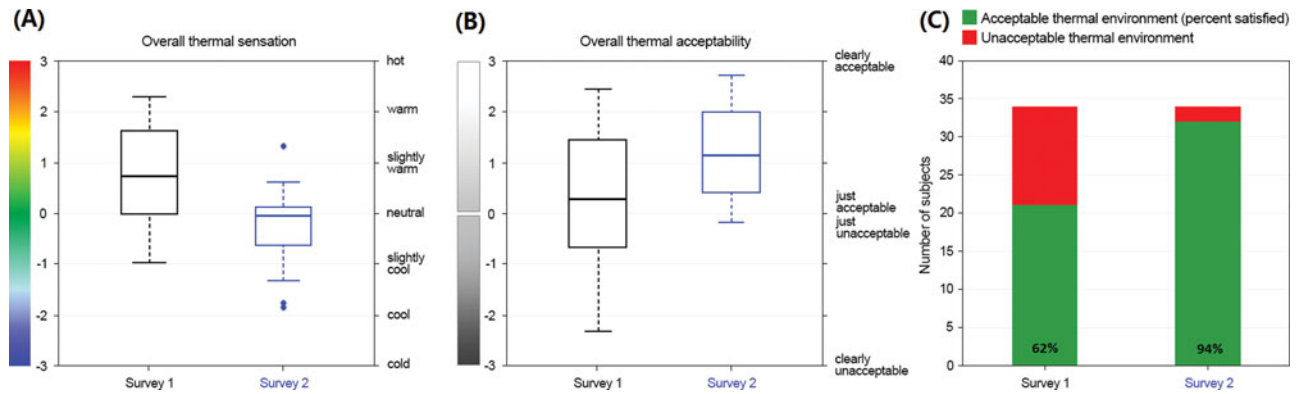 (A)
Overall thermal sensation
3
2
1
0
-1
-2
-3
hot
warm
slightly
warm
neutral
slightly
cool
cool
cold
Survey 1
Survey 2
(B)
Overall thermal acceptability
3
2
1
0
-1
-2
-3
clearly
acceptable
just
acceptable
just
unacceptable
clearly
unacceptable
Survey 1
Survey 2
(C)
Acceptable thermal environment (percent satisfied)
Unacceptable thermal environment
Number of subjects
40
35
30
25
20
15
10
5
0
62%
94%
Survey 1
Survey 2